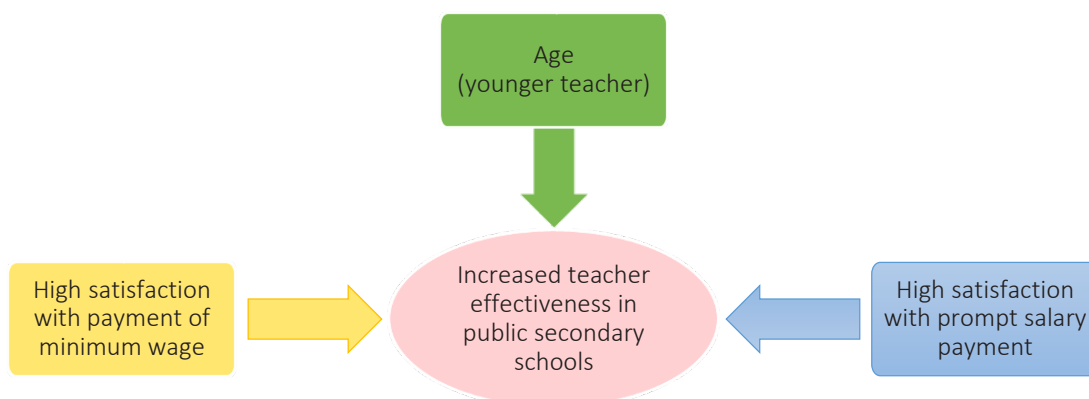 Age
(younger teacher)
High satisfaction
with payment of
minimum wage
Increased teacher
effectiveness in
public secondary
schools
High satisfaction
with prompt salary
payment